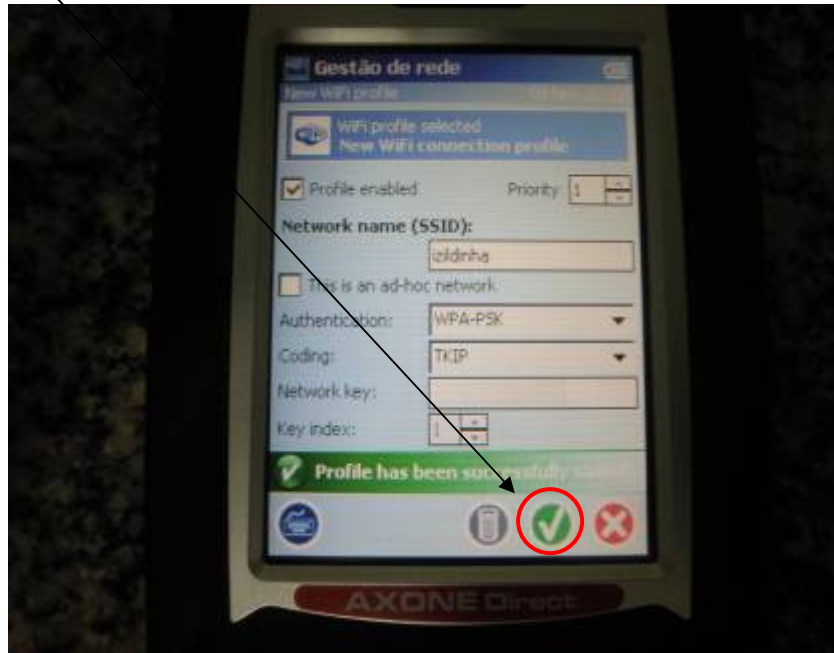 Gestão de rede
New WiFi profile
WiFi profile selected
New WiFi connection profile
Profile enabled Priority 1
Network name (SSID):
izildinha
This is an ad-hoc network
Authentication: WPA-PSK
Coding: TKIP
Network key:
Key index: 1
Profile has been successfully
AXONE Direct